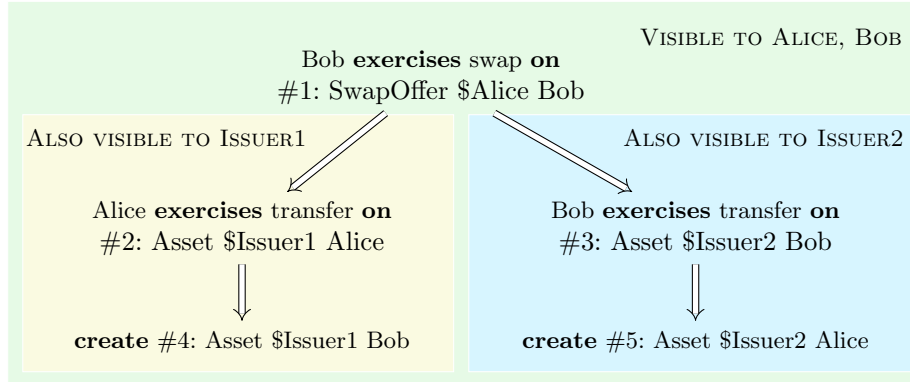 Visible to Alice, Bob
Bob exercises swap on
#1: SwapOffer $Alice Bob
Also visible to Issuer1
Alice exercises transfer on
#2: Asset $Issuer1 Alice
create #4: Asset $Issuer1 Bob
Also visible to Issuer2
Bob exercises transfer on
#3: Asset $Issuer2 Bob
create #5: Asset $Issuer2 Alice